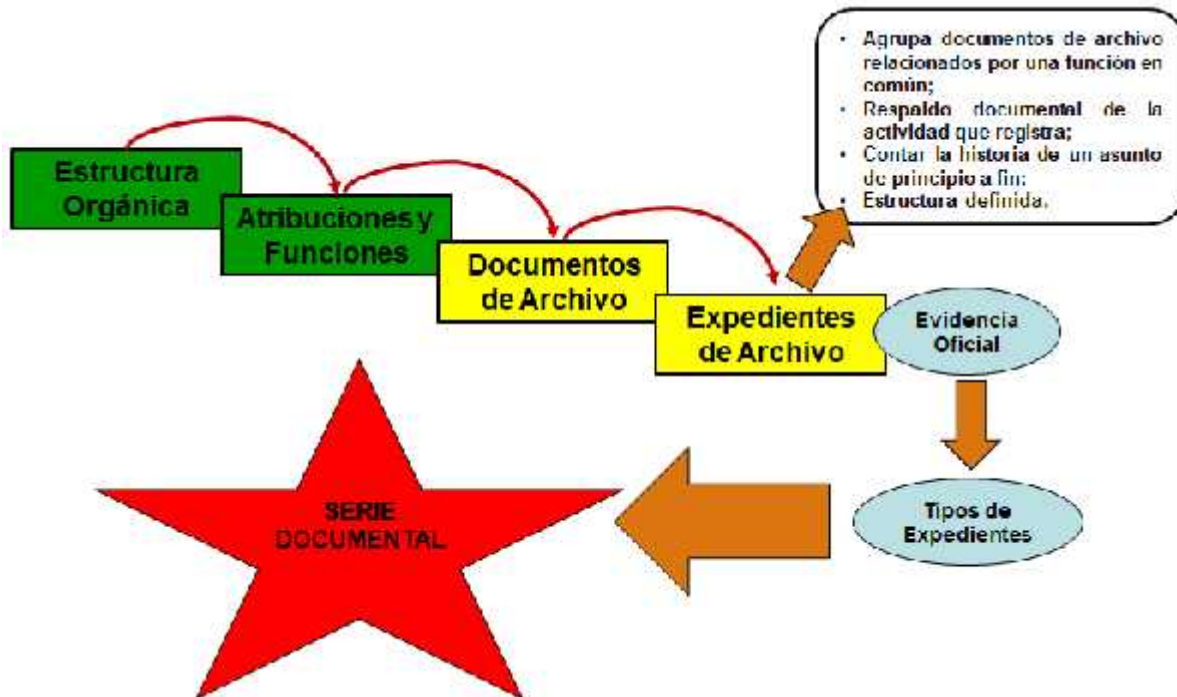 • Agrupa documentos de archivo
relacionados por una función en
común;
• Respaldo documental de la
actividad que registra;
• Contar la historia de un asunto
de principio a fin;
• Estructura definida.
Estructura
Orgánica
Atribuciones y
Funciones
Documentos
de Archivo
Expedientes
de Archivo
Evidencia
Oficial
Tipos de
Expedientes
SERIE
DOCUMENTAL